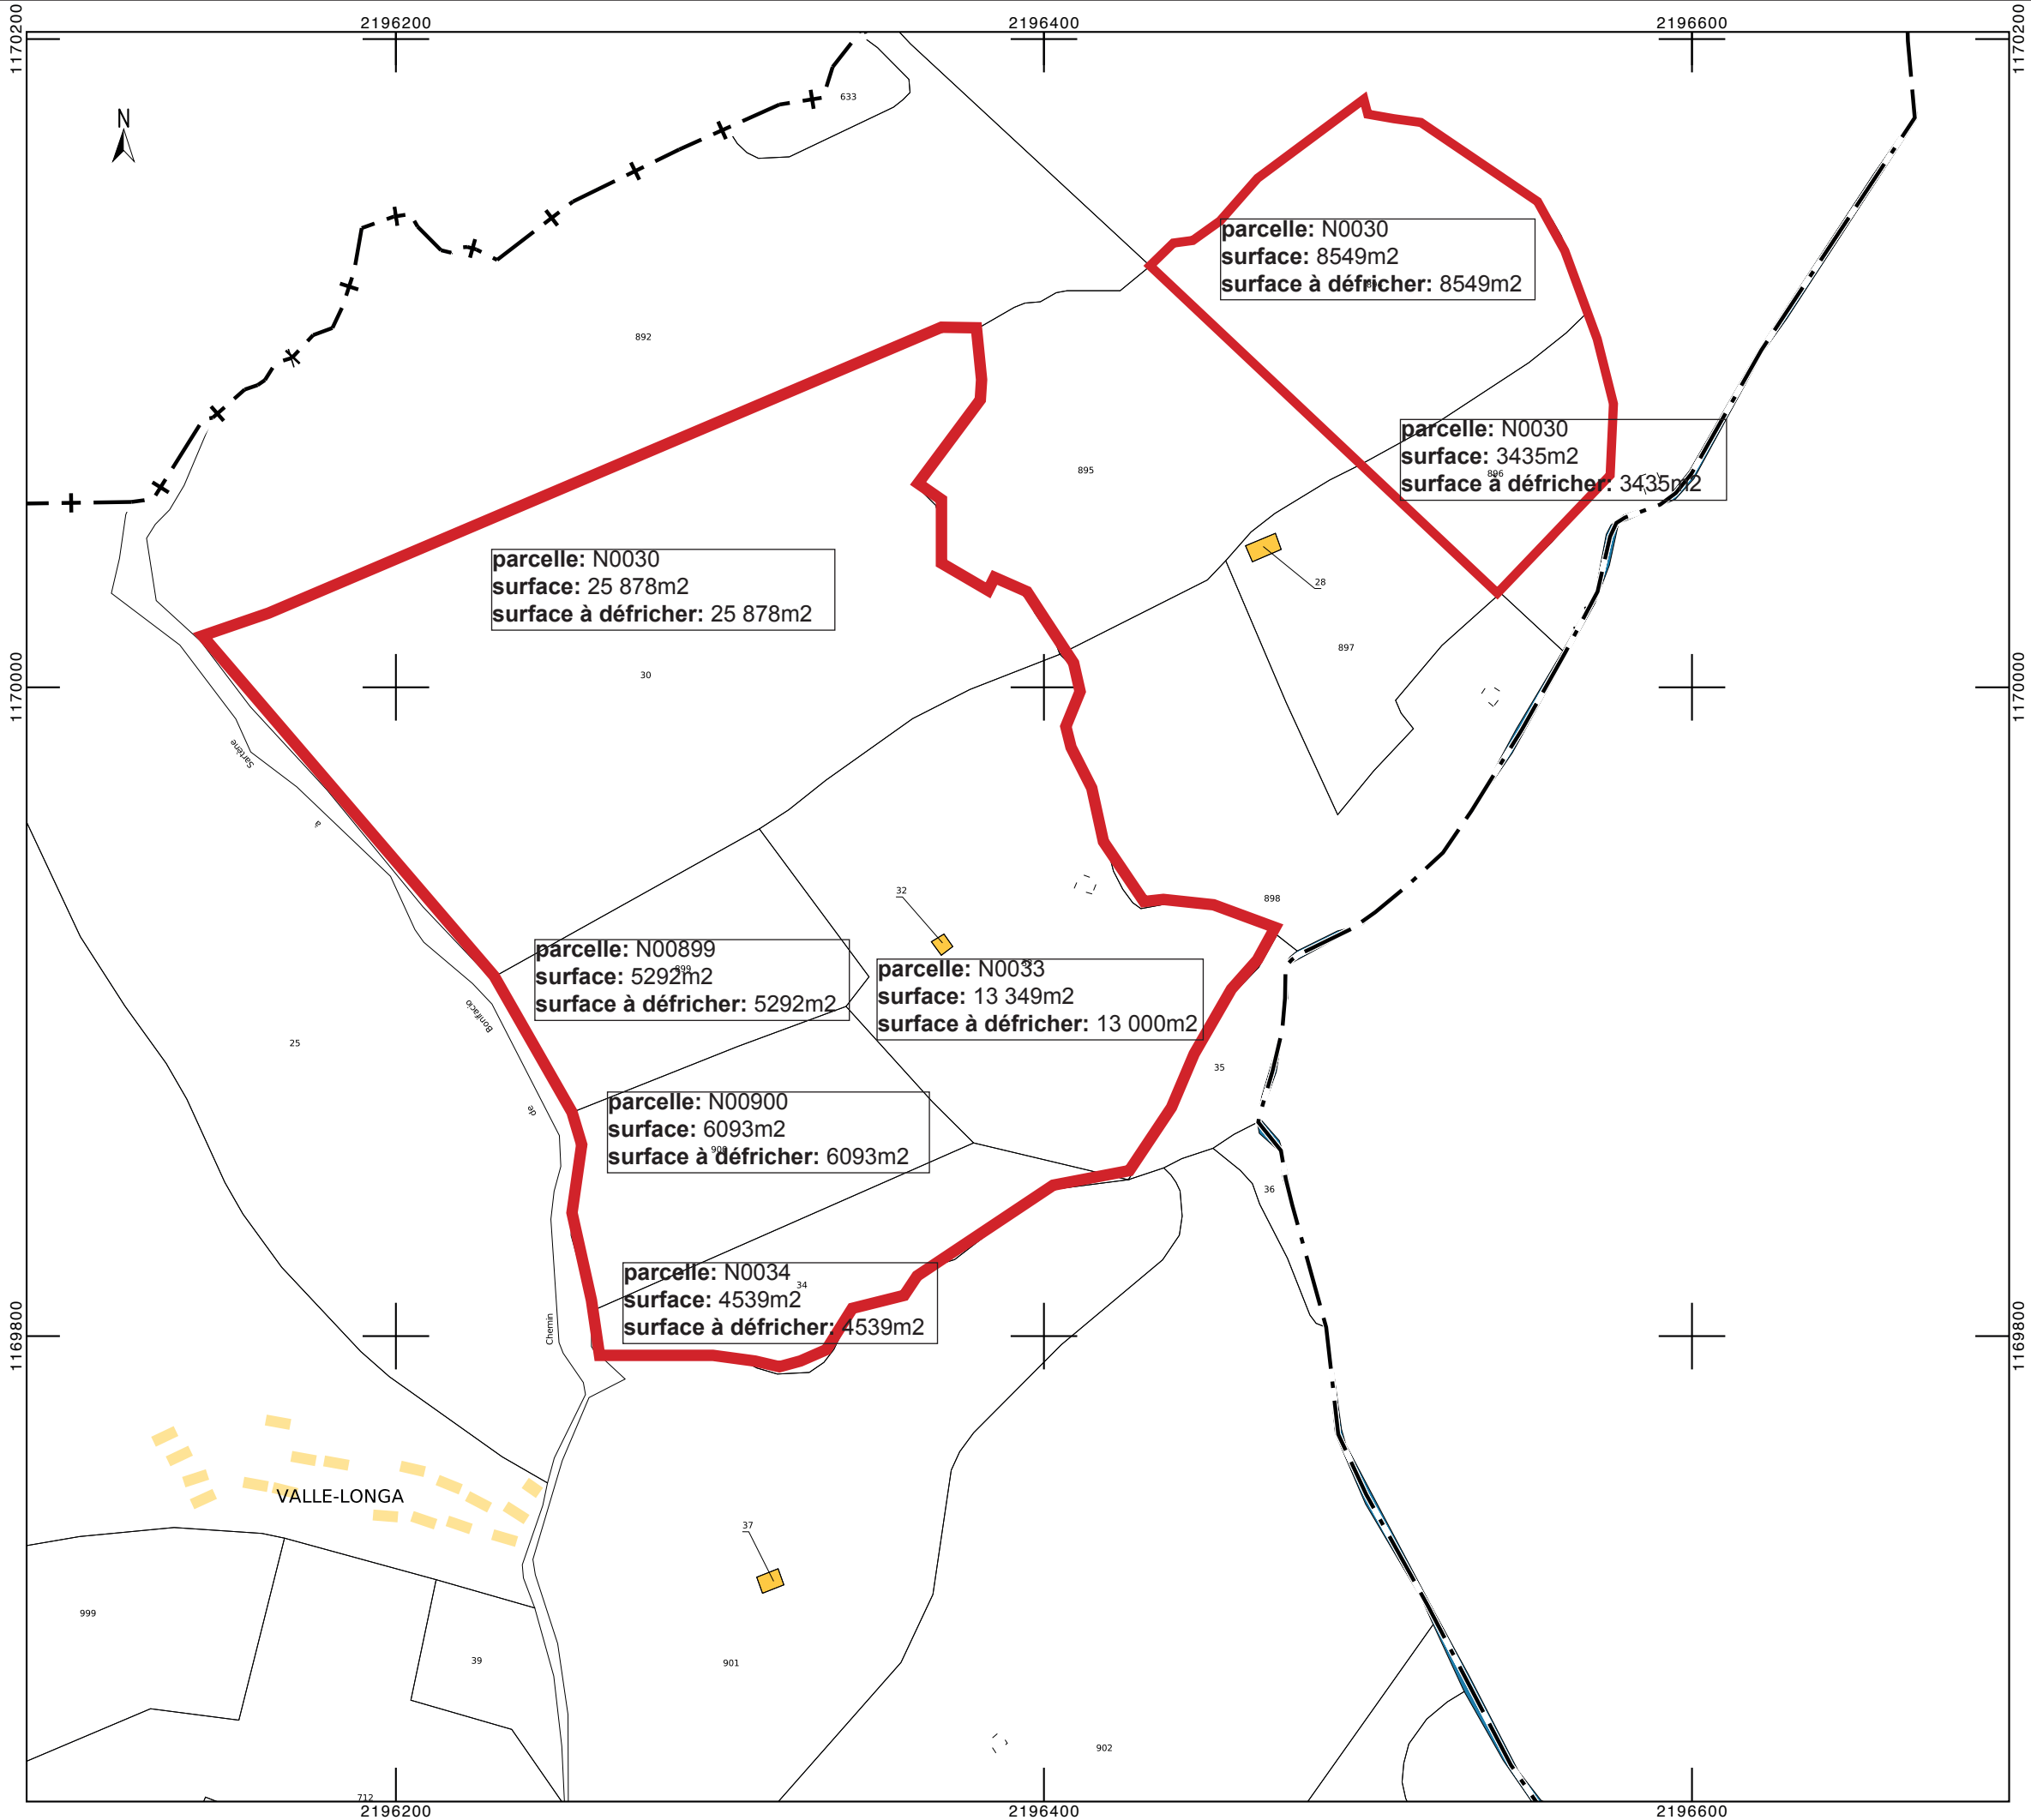 2196200 2196400 2196600
1170200 1170200
N
633
parcelle: N0030
surface: 8549m2
surface à défricher: 8549m2
892
parcelle: N0030
surface: 3435m2
surface à défricher: 3435m2
896
895
parcelle: N0030
surface: 25 878m2
surface à défricher: 25 878m2
28
897
30
1170000 1170000
Sartène
à
32
898
parcelle: N00899
surface: 5292m2
surface à défricher: 5292m2
899
parcelle: N0033
surface: 13 349m2
surface à défricher: 13 000m2
Bonifacio
25
35
de
parcelle: N00900
surface: 6093m2
surface à défricher: 6093m2
900
36
parcelle: N0034
surface: 4539m2
surface à défricher: 4539m2
34
Chemin
1169800 1169800
VALLE-LONGA
37
999
39
901
902
712
2196200 2196400 2196600